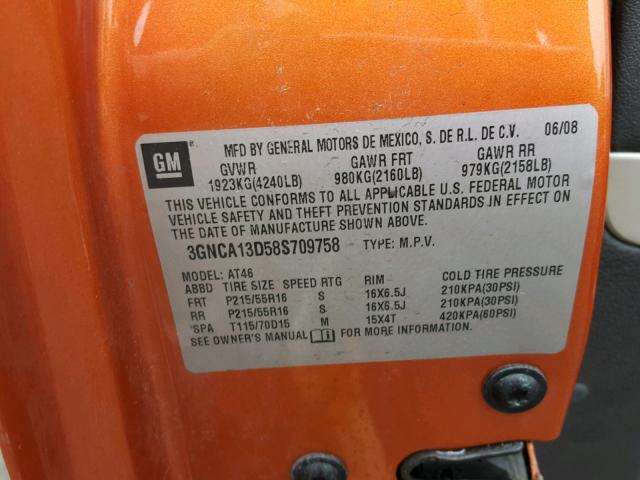 GM
MFD BY GENERAL MOTORS DE MEXICO, S. DE R.L. DE C.V. 06/08
GVWR GAWR FRT GAWR RR
1923KG(4240LB) 980KG(2160LB) 979KG(2158LB)
THIS VEHICLE CONFORMS TO ALL APPLICABLE U.S. FEDERAL MOTOR
VEHICLE SAFETY AND THEFT PREVENTION STANDARDS IN EFFECT ON
THE DATE OF MANUFACTURE SHOWN ABOVE.
3GNCA13D58S709758 TYPE: M.P.V.
MODEL: AT46
ABBD TIRE SIZE SPEED RTG RIM COLD TIRE PRESSURE
FRT P215/55R16 S 16X6.5J 210KPA(30PSI)
RR P215/55R16 S 16X6.5J 210KPA(30PSI)
*SPA T115/70D15 M 15X4T 420KPA(60PSI)
SEE OWNER'S MANUAL FOR MORE INFORMATION.